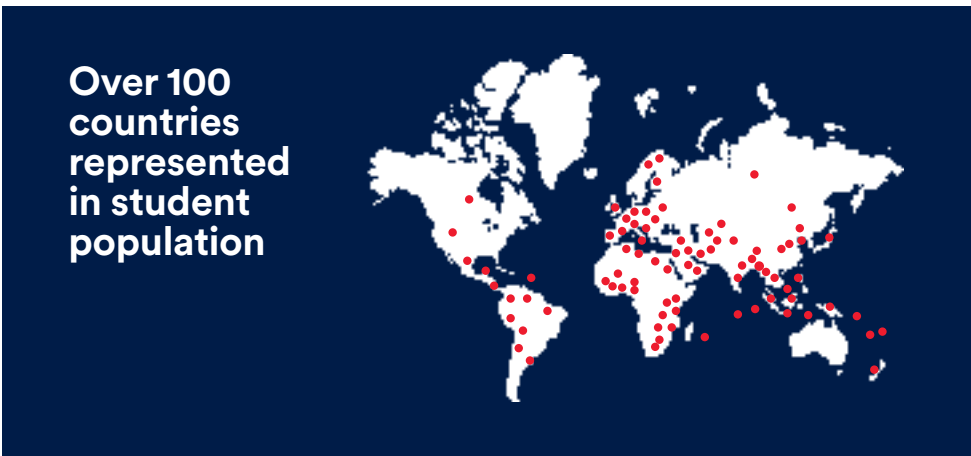 Over 100
countries
represented
in student
population